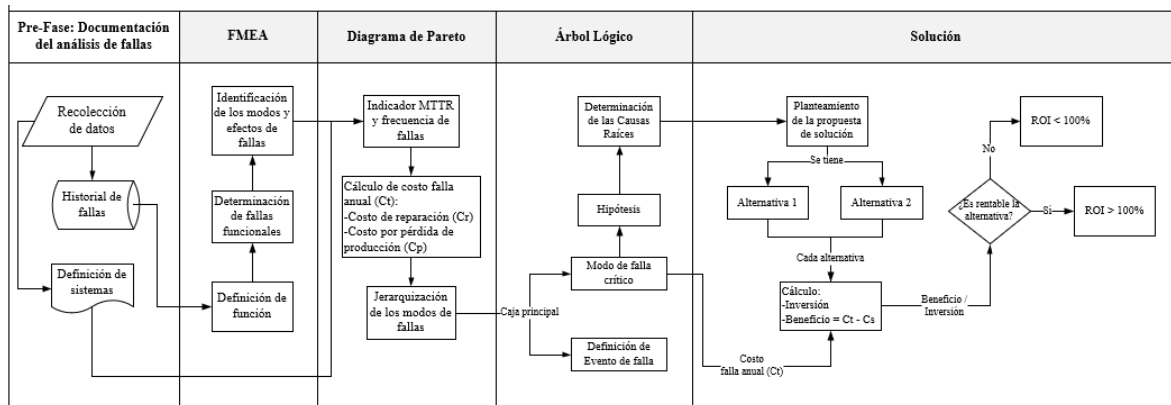 Pre-Fase: Documentación
del análisis de fallas
FMEA
Diagrama de Pareto
Árbol Lógico
Solución
Recolección
de datos
Historial de
fallas
Definición de
sistemas
Identificación
de los modos y
efectos de
fallas
Determinación
de fallas
funcionales
Definición de
función
Indicador MTTR
y frecuencia de
fallas
Cálculo de costo falla
anual (Ct):
-Costo de reparación (Cr)
-Costo por pérdida de
producción (Cp)
Jerarquización
de los modos de
fallas
Caja principal
Determinación
de las Causas
Raíces
Hipótesis
Modo de falla
crítico
Definición de
Evento de falla
Costo
falla anual (Ct)
Planteamiento
de la propuesta
de solución
Se tiene
Alternativa 1
Alternativa 2
Cada alternativa
Cálculo:
-Inversión
-Beneficio = Ct - Cs
Beneficio /
Inversión
¿Es rentable la
alternativa?
No
ROI < 100%
Si
ROI > 100%